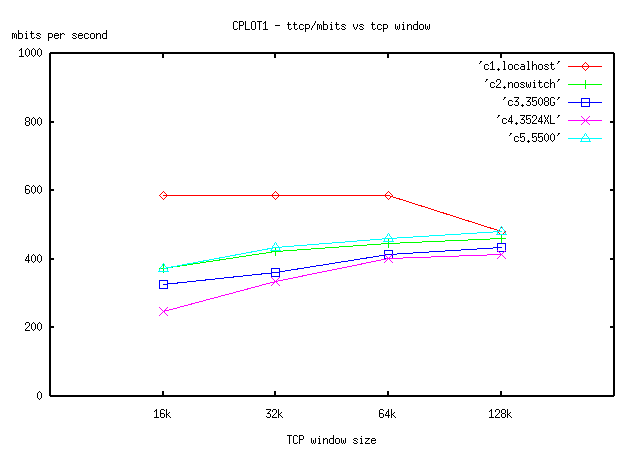 CPLOT1 - ttcp/mbits vs tcp window
mbits per second
1000
800
600
400
200
0
'c1.localhost'
'c2.noswitch'
'c3.3508G'
'c4.3524XL'
'c5.5500'
16k 32k 64k 128k
TCP window size